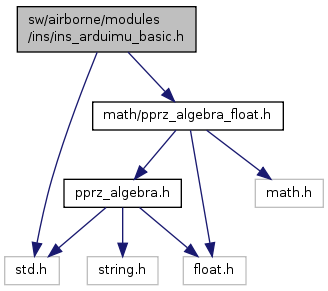 sw/airborne/modules
/ins/ins_arduimu_basic.h
math/pprz_algebra_float.h
pprz_algebra.h
math.h
std.h
string.h
float.h